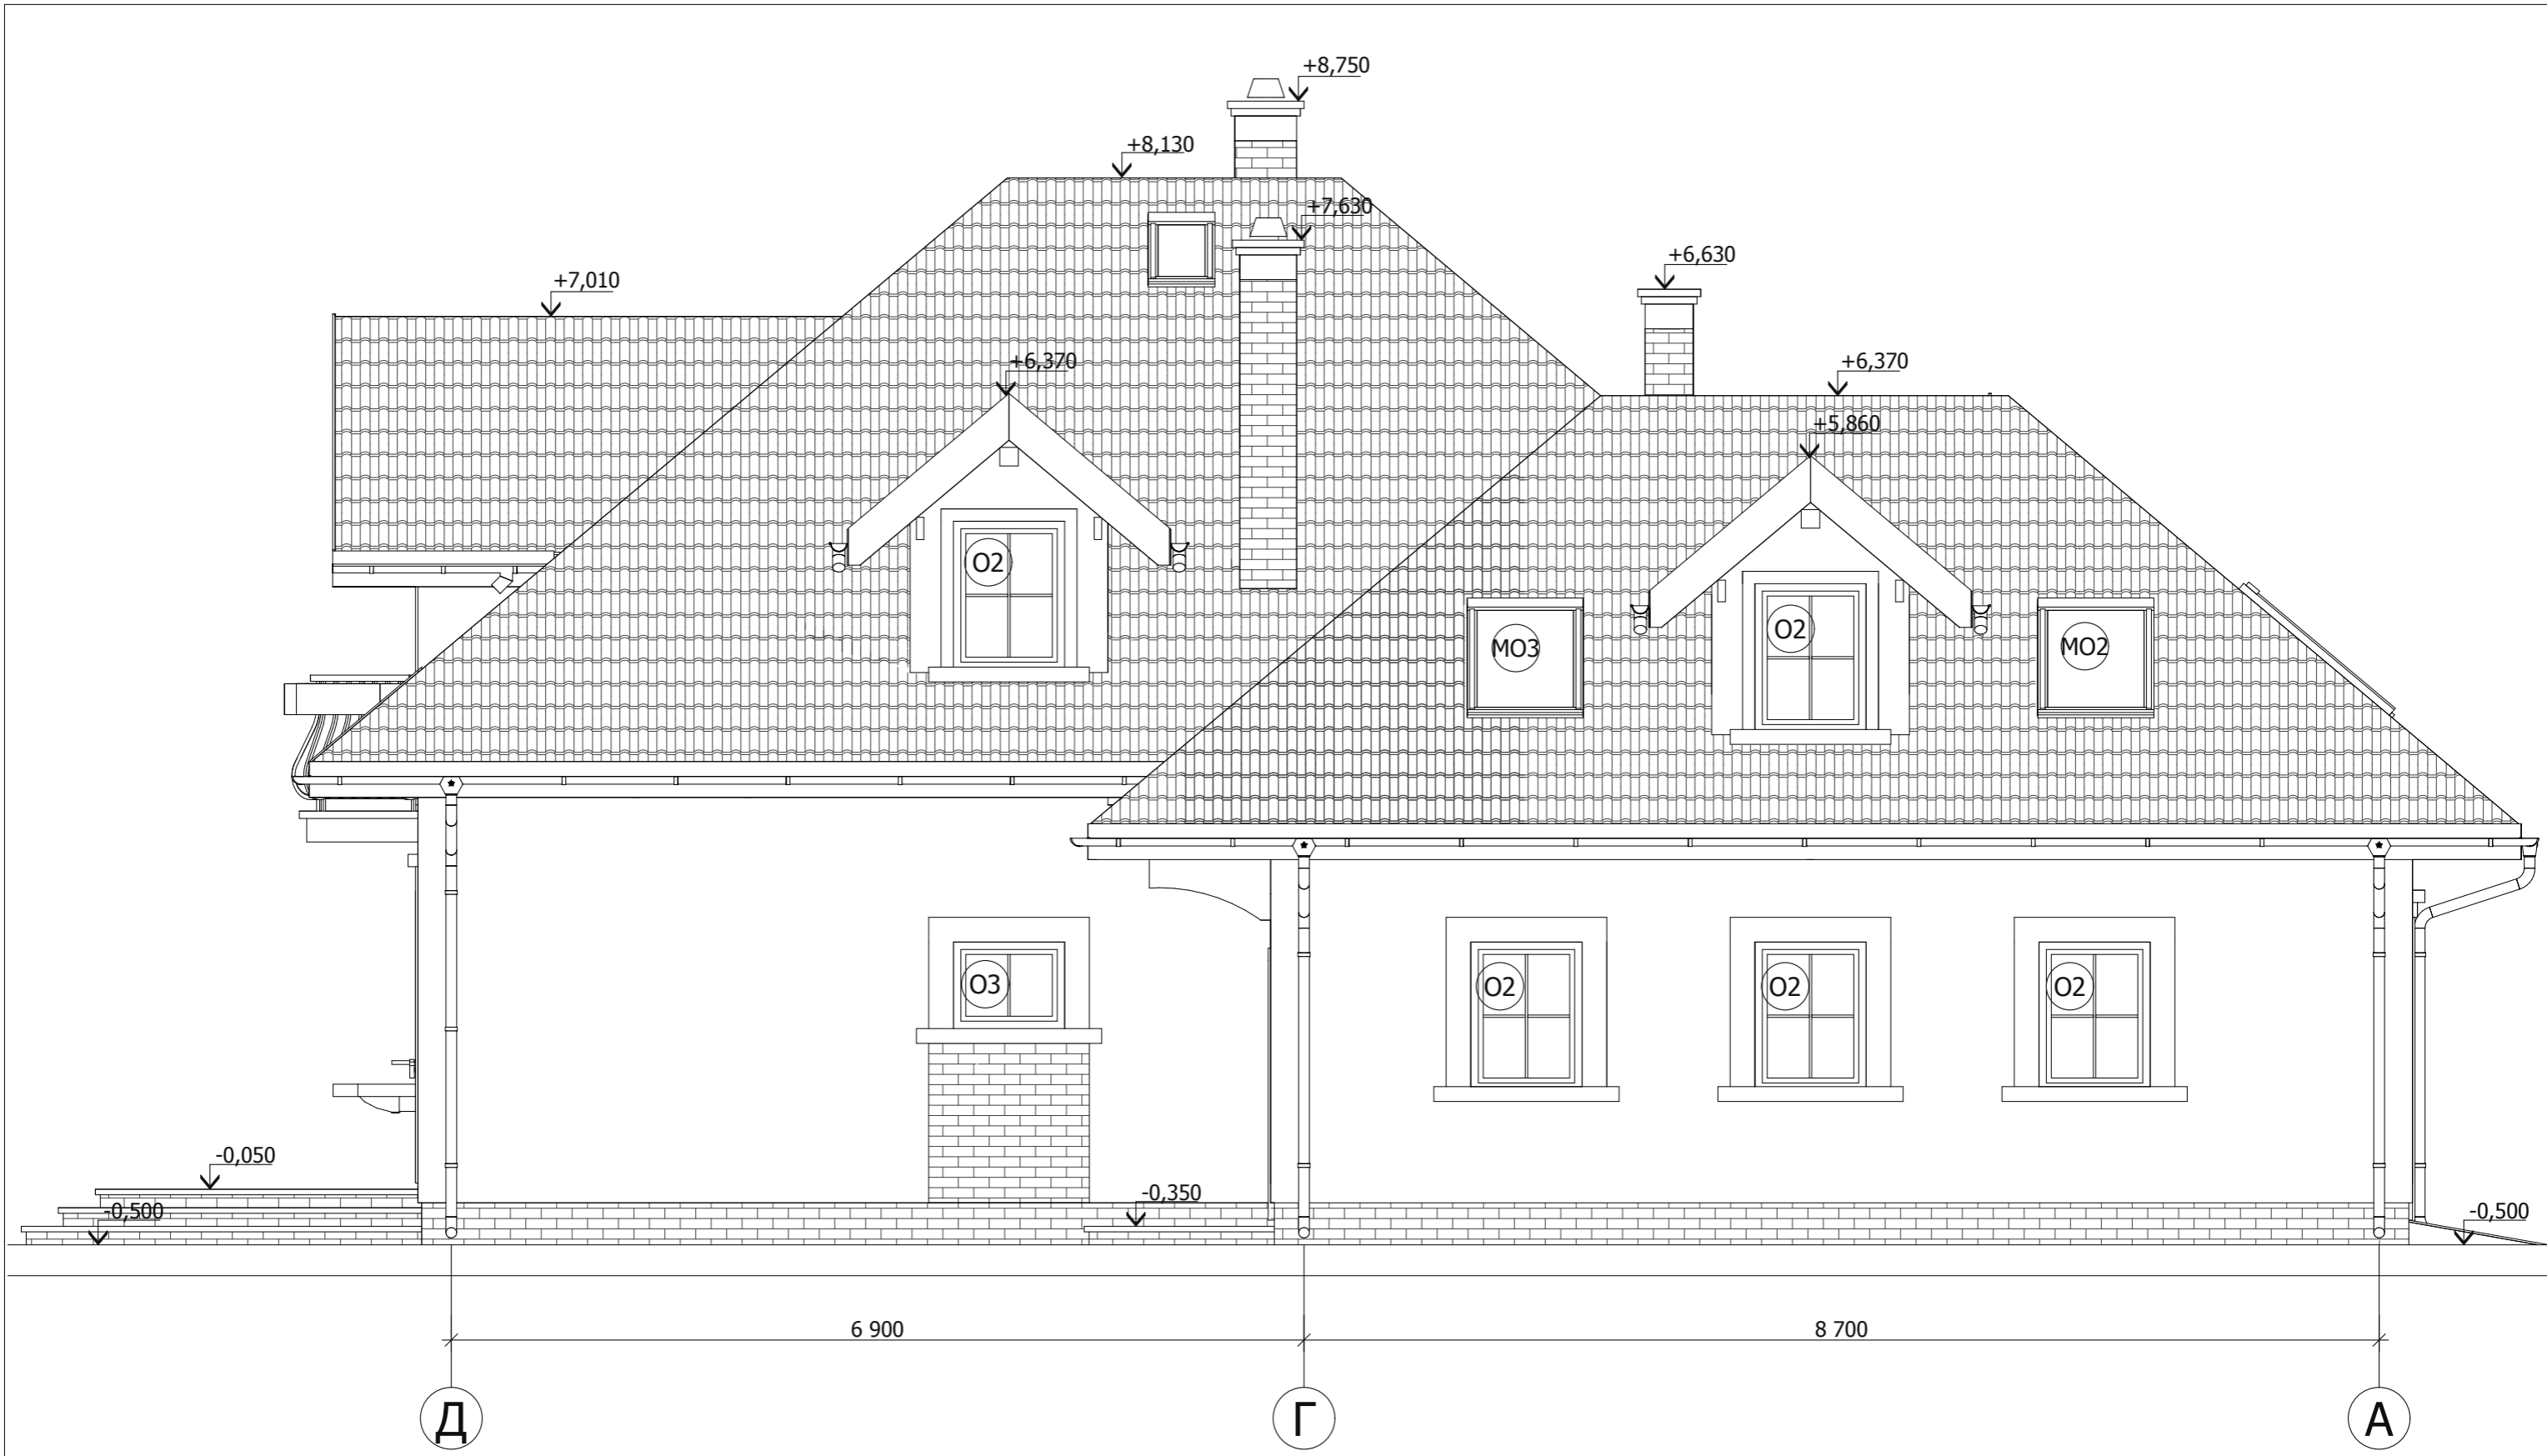 +8,750
+8,130
+7,630
+6,630
+7,010
+6,370
+6,370
+5,860
О2
О2
МО3
МО2
О3
О2
О2
О2
-0,050
-0,350
-0,500
-0,500
6 900
8 700
Д
Г
А